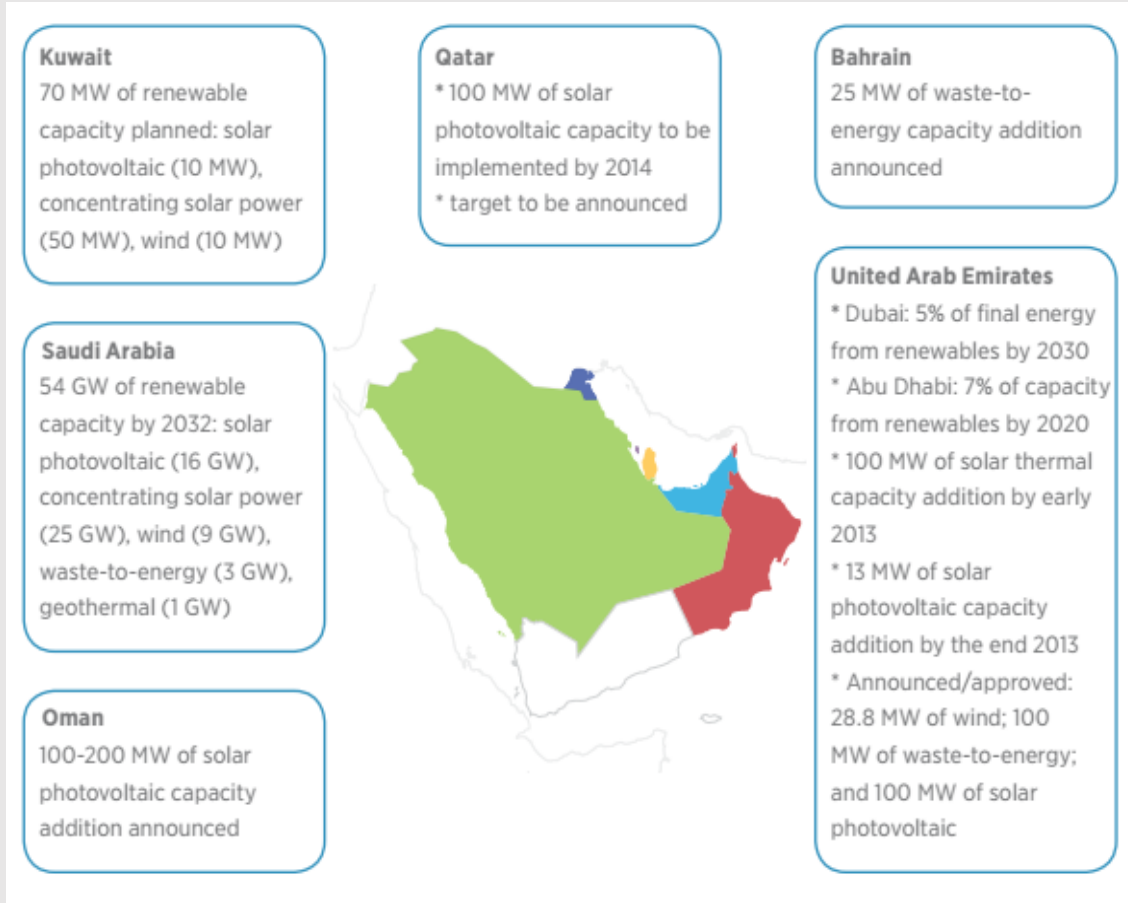 Kuwait
70 MW of renewable
capacity planned: solar
photovoltaic (10 MW),
concentrating solar power
(50 MW), wind (10 MW)
Qatar
* 100 MW of solar
photovoltaic capacity to be
implemented by 2014
* target to be announced
Bahrain
25 MW of waste-to-
energy capacity addition
announced
Saudi Arabia
54 GW of renewable
capacity by 2032: solar
photovoltaic (16 GW),
concentrating solar power
(25 GW), wind (9 GW),
waste-to-energy (3 GW),
geothermal (1 GW)
United Arab Emirates
* Dubai: 5% of final energy
from renewables by 2030
* Abu Dhabi: 7% of capacity
from renewables by 2020
* 100 MW of solar thermal
capacity addition by early
2013
* 13 MW of solar
photovoltaic capacity
addition by the end 2013
* Announced/approved:
28.8 MW of wind; 100
MW of waste-to-energy;
and 100 MW of solar
photovoltaic
Oman
100-200 MW of solar
photovoltaic capacity
addition announced